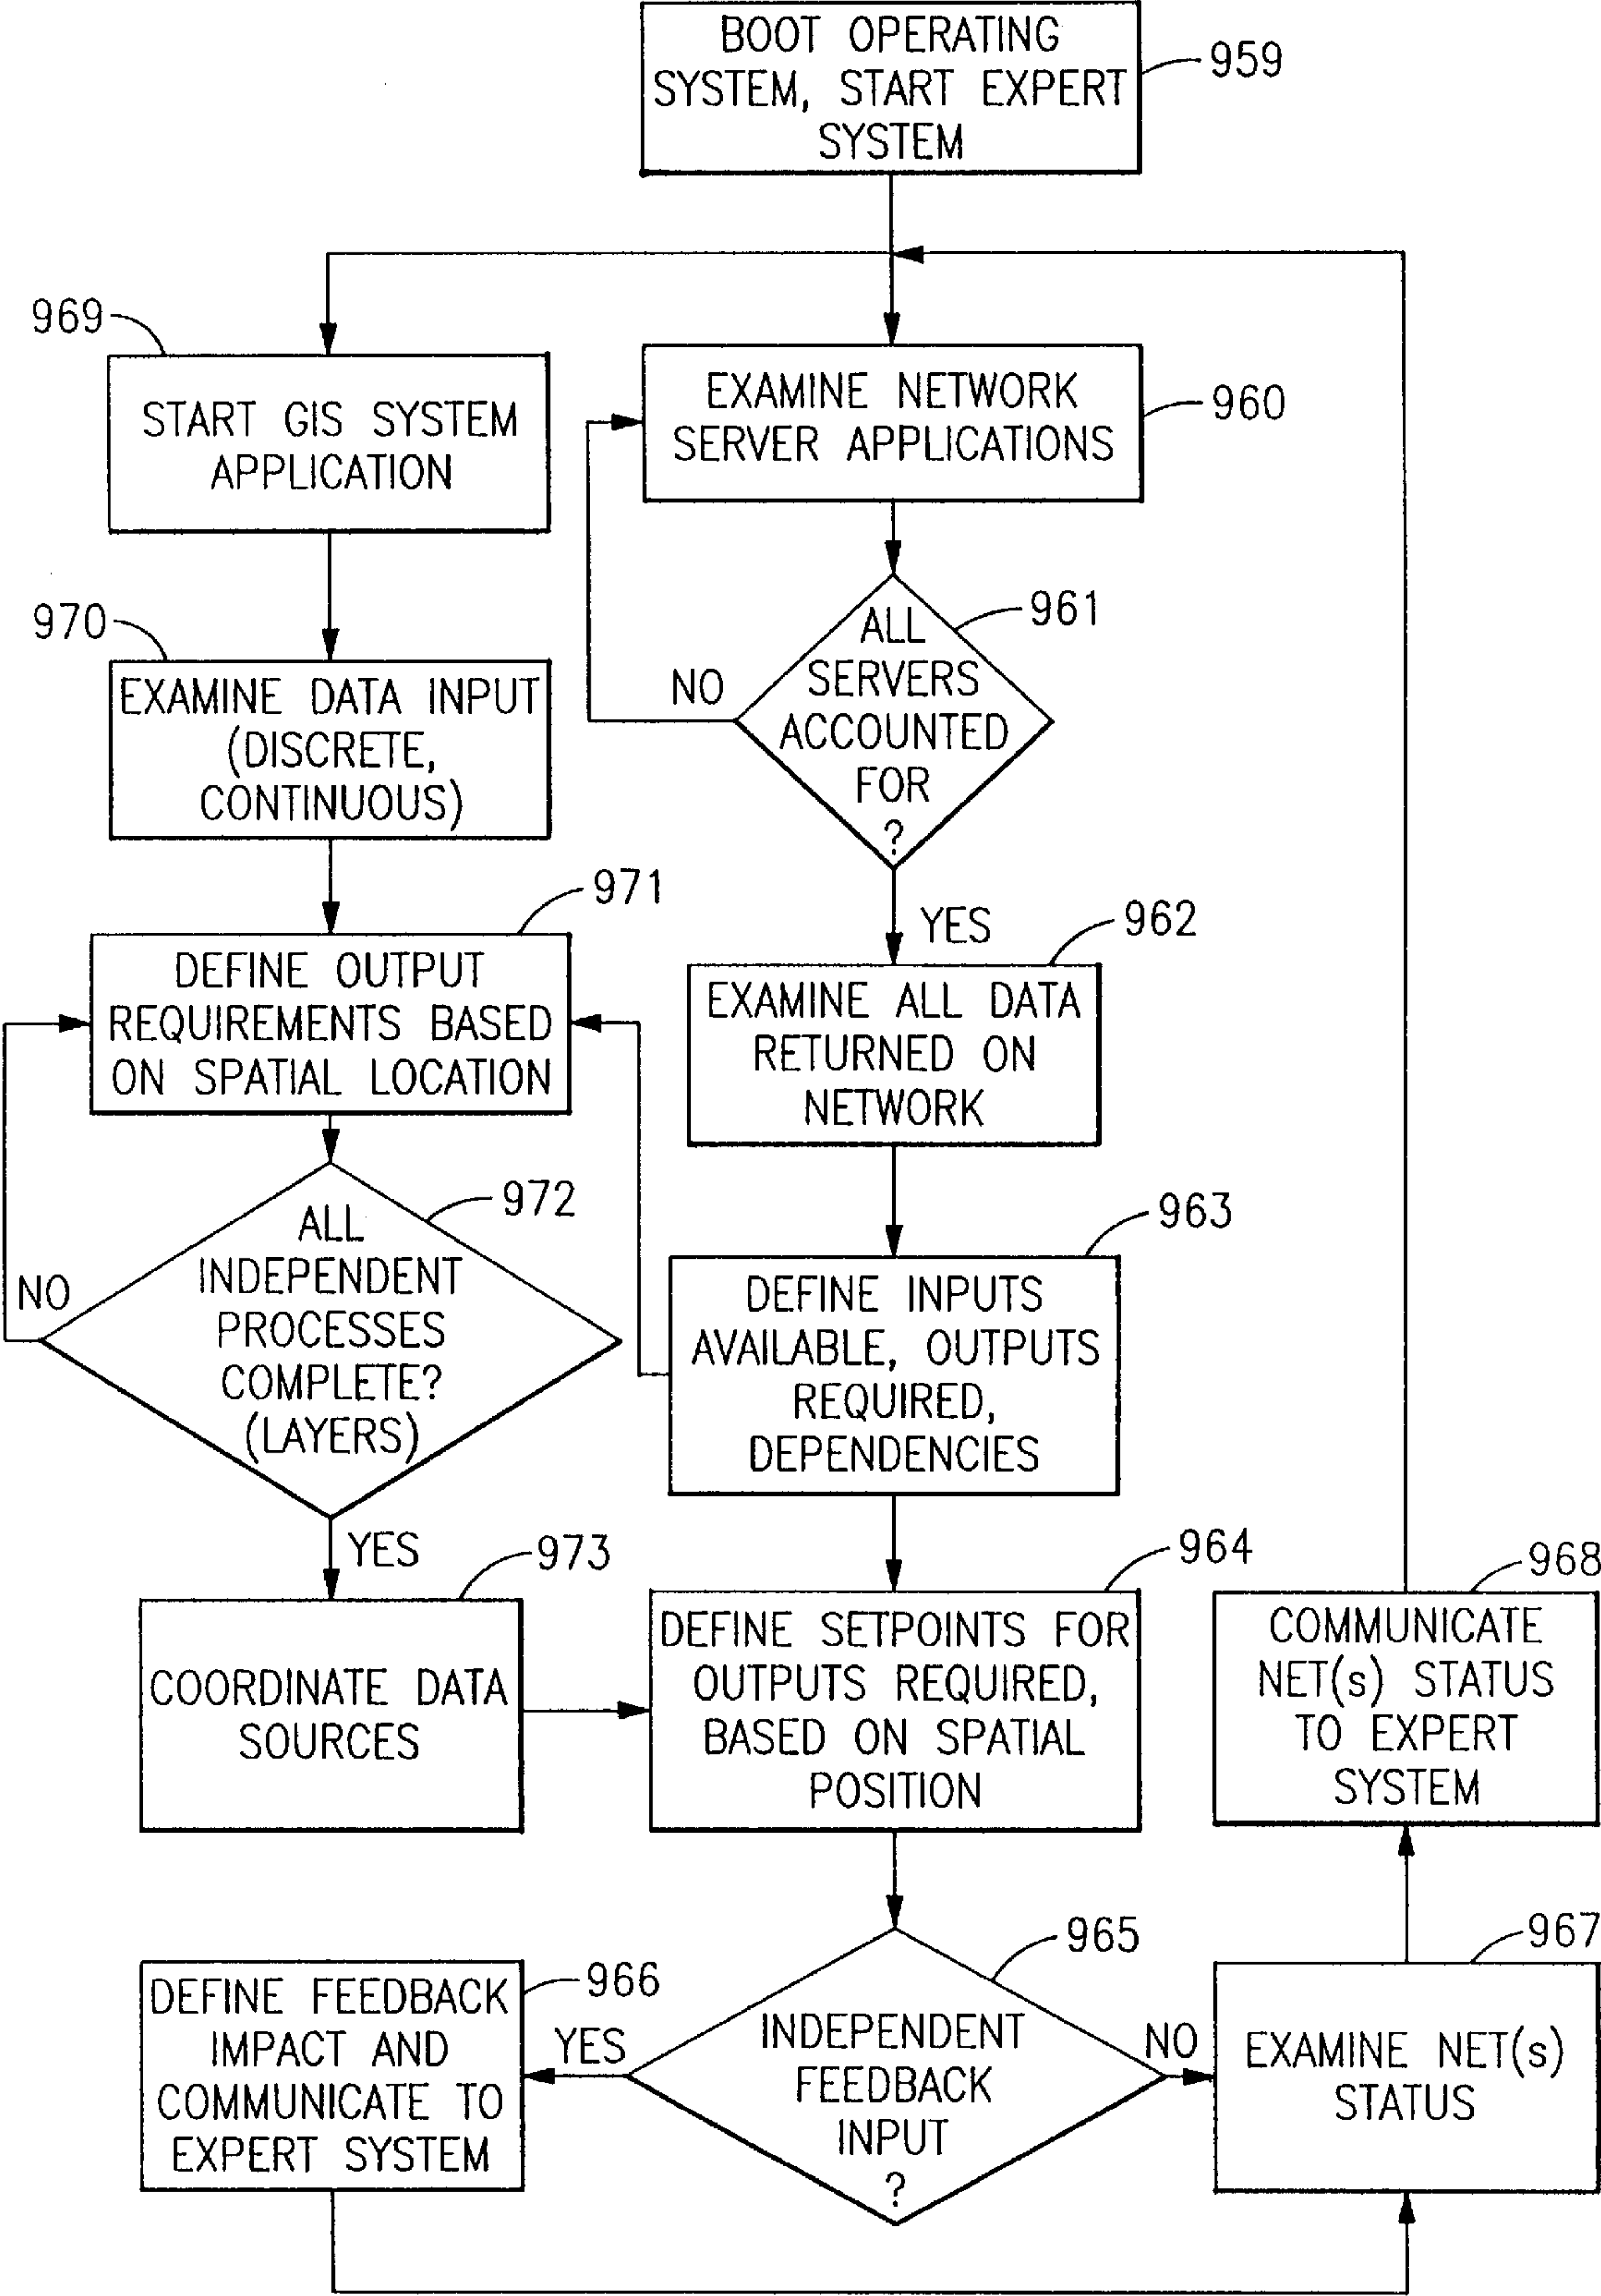 BOOT OPERATING
SYSTEM, START EXPERT
SYSTEM
959
969
START GIS SYSTEM
APPLICATION
EXAMINE NETWORK
SERVER APPLICATIONS
960
970
EXAMINE DATA INPUT
(DISCRETE,
CONTINUOUS)
961
ALL
SERVERS
ACCOUNTED
FOR
?
NO
YES
971
DEFINE OUTPUT
REQUIREMENTS BASED
ON SPATIAL LOCATION
962
EXAMINE ALL DATA
RETURNED ON
NETWORK
972
ALL
INDEPENDENT
PROCESSES
COMPLETE?
(LAYERS)
NO
YES
963
DEFINE INPUTS
AVAILABLE, OUTPUTS
REQUIRED,
DEPENDENCIES
973
COORDINATE DATA
SOURCES
964
DEFINE SETPOINTS FOR
OUTPUTS REQUIRED,
BASED ON SPATIAL
POSITION
968
COMMUNICATE
NET(s) STATUS
TO EXPERT
SYSTEM
966
DEFINE FEEDBACK
IMPACT AND
COMMUNICATE TO
EXPERT SYSTEM
YES
965
INDEPENDENT
FEEDBACK
INPUT
?
NO
967
EXAMINE NET(s)
STATUS